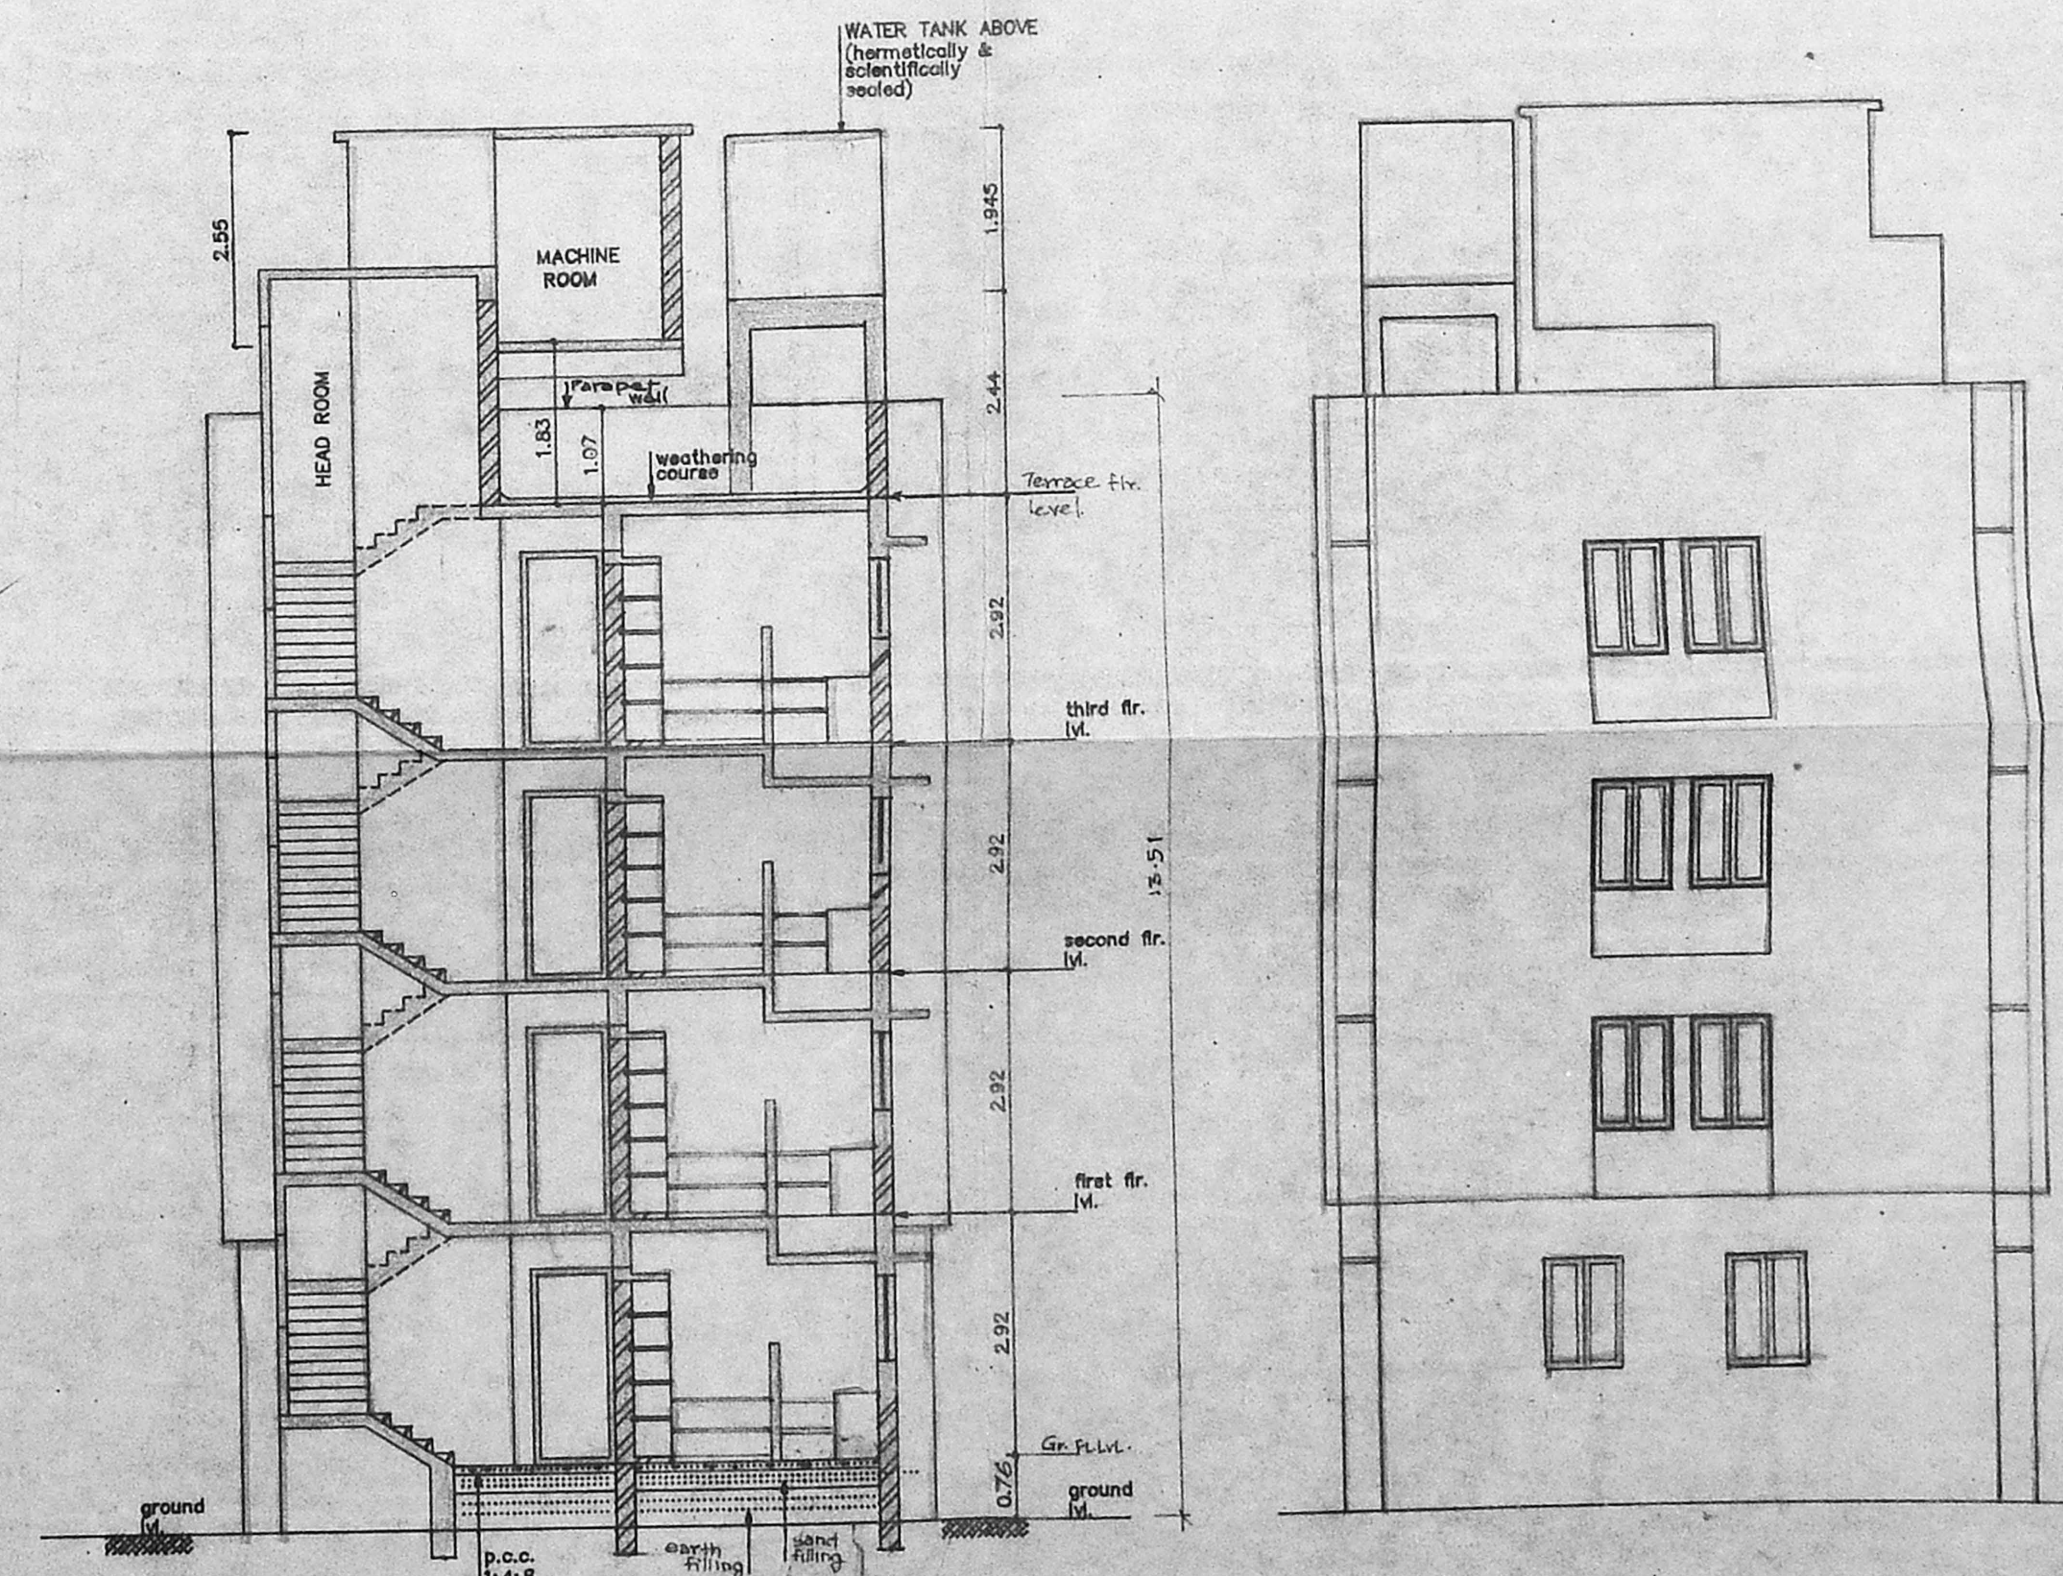 WATER TANK ABOVE
(hermetically &
scientifically
sealed)
2.55
1.945
MACHINE
ROOM
HEAD ROOM
Parapet
wall
2.44
1.83
1.07
weathering
course
Terrace flr.
level.
2.92
third flr.
lvl.
2.92
13.51
second flr.
lvl.
2.92
first flr.
lvl.
2.92
Gr. FL.LVL.
0.76
ground
lvl.
ground
lvl.
p.c.c.
1:4:8
earth
filling
sand
filling